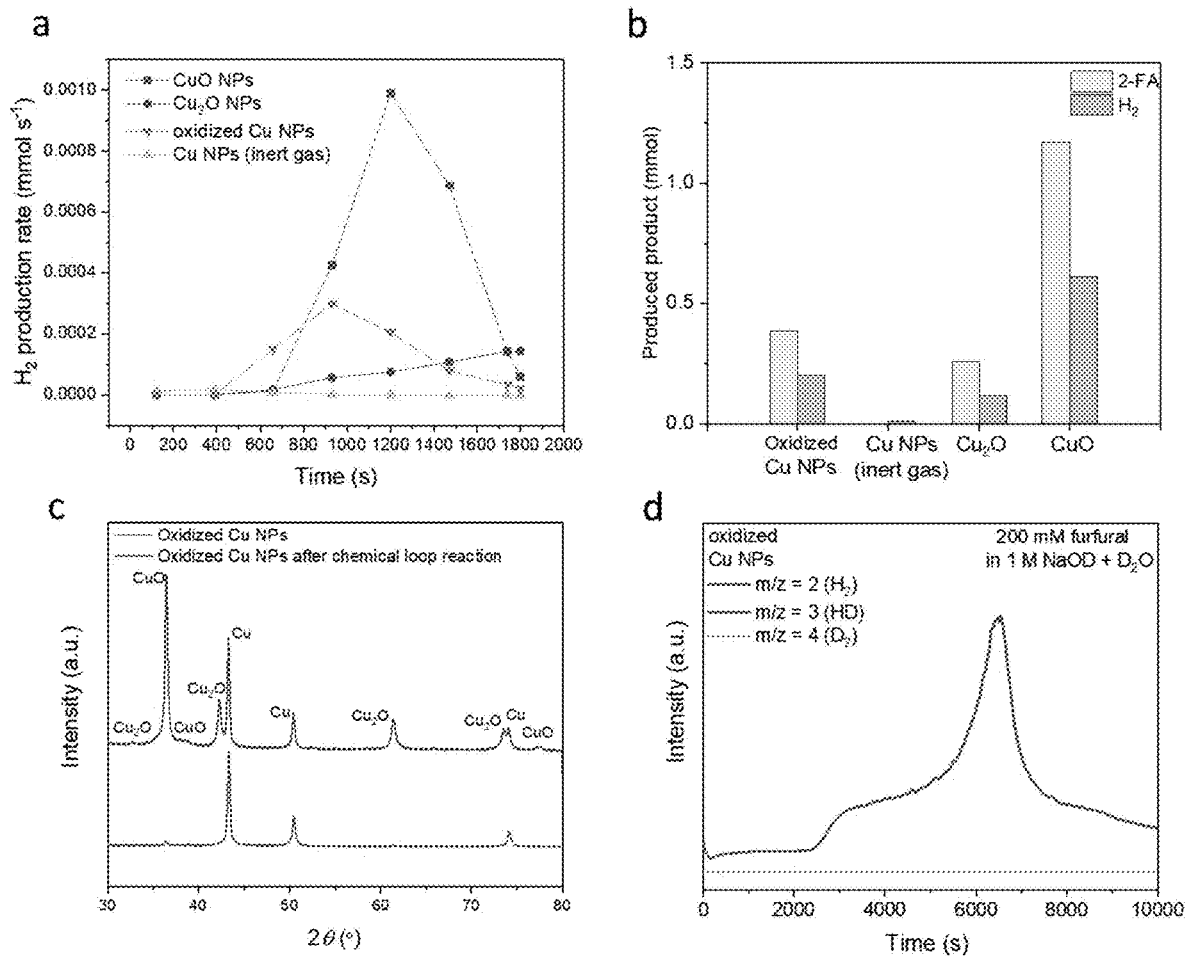 a
H₂ production rate (mmol s⁻¹)
0.0010
0.0008
0.0006
0.0004
0.0002
0.0000
CuO NPs
Cu₂O NPs
oxidized Cu NPs
Cu NPs (inert gas)
0 200 400 600 800 1000 1200 1400 1600 1800 2000
Time (s)
b
Produced product (mmol)
1.5
1.0
0.5
0.0
2-FA
H₂
Oxidized Cu NPs
Cu NPs (inert gas)
Cu₂O
CuO
c
Intensity (a.u.)
Oxidized Cu NPs
Oxidized Cu NPs after chemical loop reaction
CuO
Cu
Cu₂O
Cu₂O
CuO
Cu
Cu₂O
Cu₂O
Cu
CuO
30 40 50 60 70 80
2θ (°)
d
Intensity (a.u.)
oxidized
Cu NPs
m/z = 2 (H₂)
m/z = 3 (HD)
m/z = 4 (D₂)
200 mM furfural
in 1 M NaOD + D₂O
0 2000 4000 6000 8000 10000
Time (s)